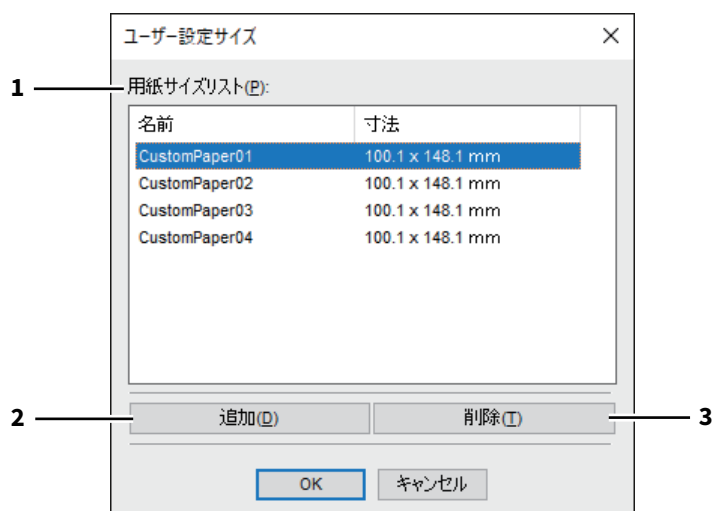 ユーザー設定サイズ
1
用紙サイズリスト(P):
名前 寸法
CustomPaper01 100.1 x 148.1 mm
CustomPaper02 100.1 x 148.1 mm
CustomPaper03 100.1 x 148.1 mm
CustomPaper04 100.1 x 148.1 mm
2 追加(D) 削除(T) 3
OK キャンセル